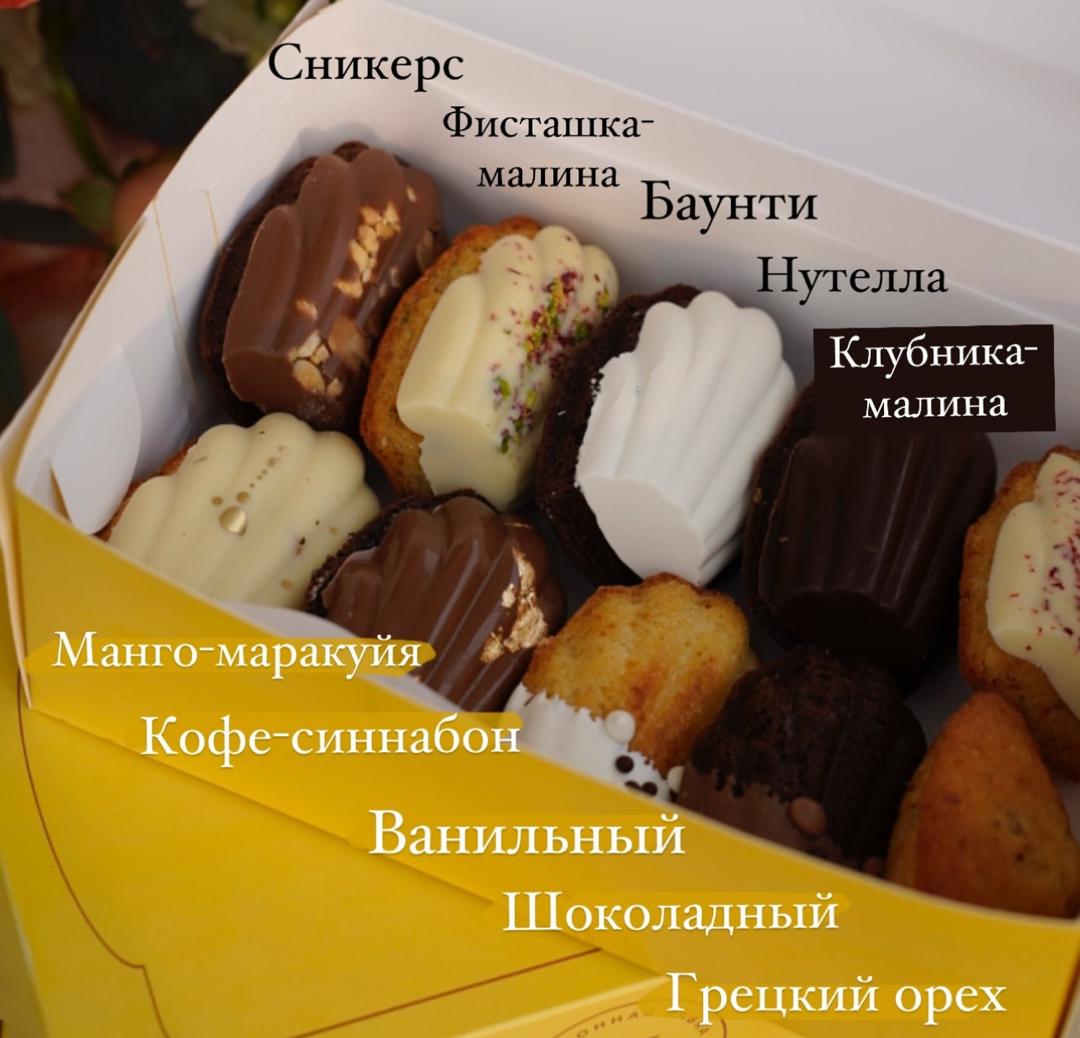 Сникерс
Фисташка-
малина
Баунти
Нутелла
Клубника-
малина
Манго-маракуйя
Кофе-синнабон
Ванильный
Шоколадный
Грецкий орех